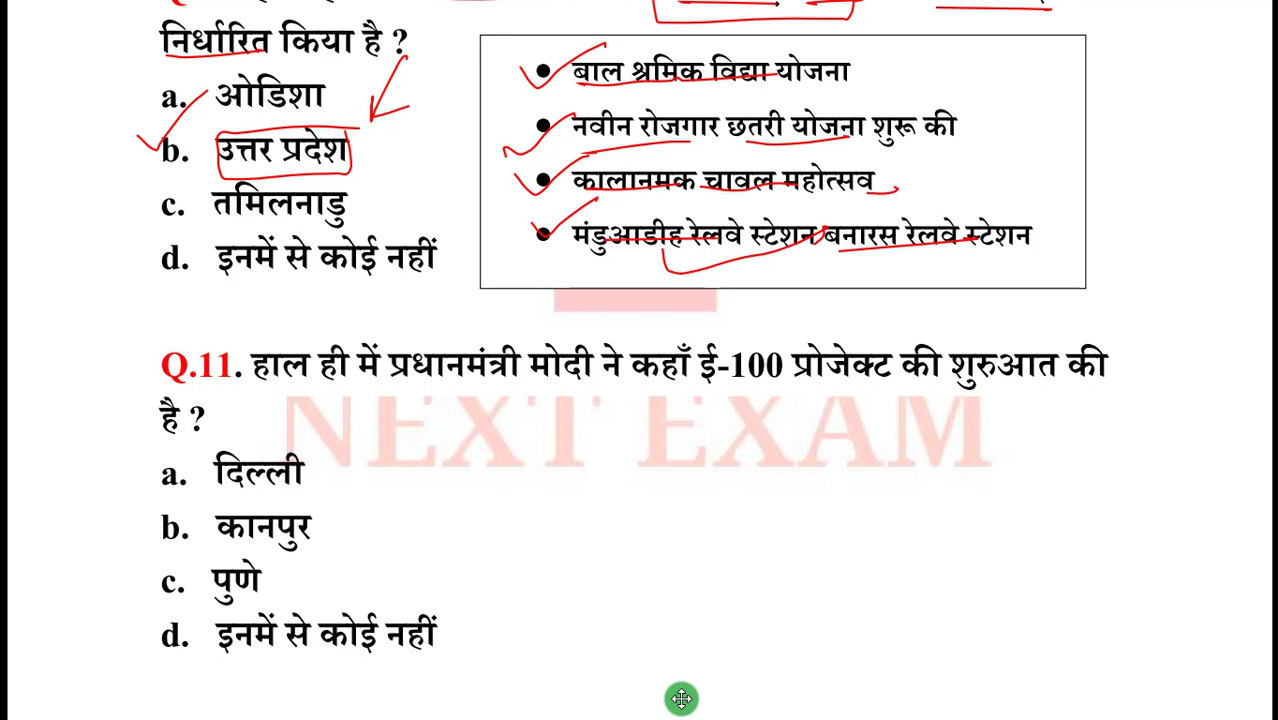 निर्धारित किया है ?
a. ओडिशा
b. उत्तर प्रदेश
c. तमिलनाडु
d. इनमें से कोई नहीं
• बाल श्रमिक विद्या योजना
• नवीन रोजगार छतरी योजना शुरू की
• कालानमक चावल महोत्सव
• मंडुआडीह रेलवे स्टेशन बनारस रेलवे स्टेशन
Q.11. हाल ही में प्रधानमंत्री मोदी ने कहाँ ई-100 प्रोजेक्ट की शुरुआत की
है ?
NEXT EXAM
a. दिल्ली
b. कानपुर
c. पुणे
d. इनमें से कोई नहीं